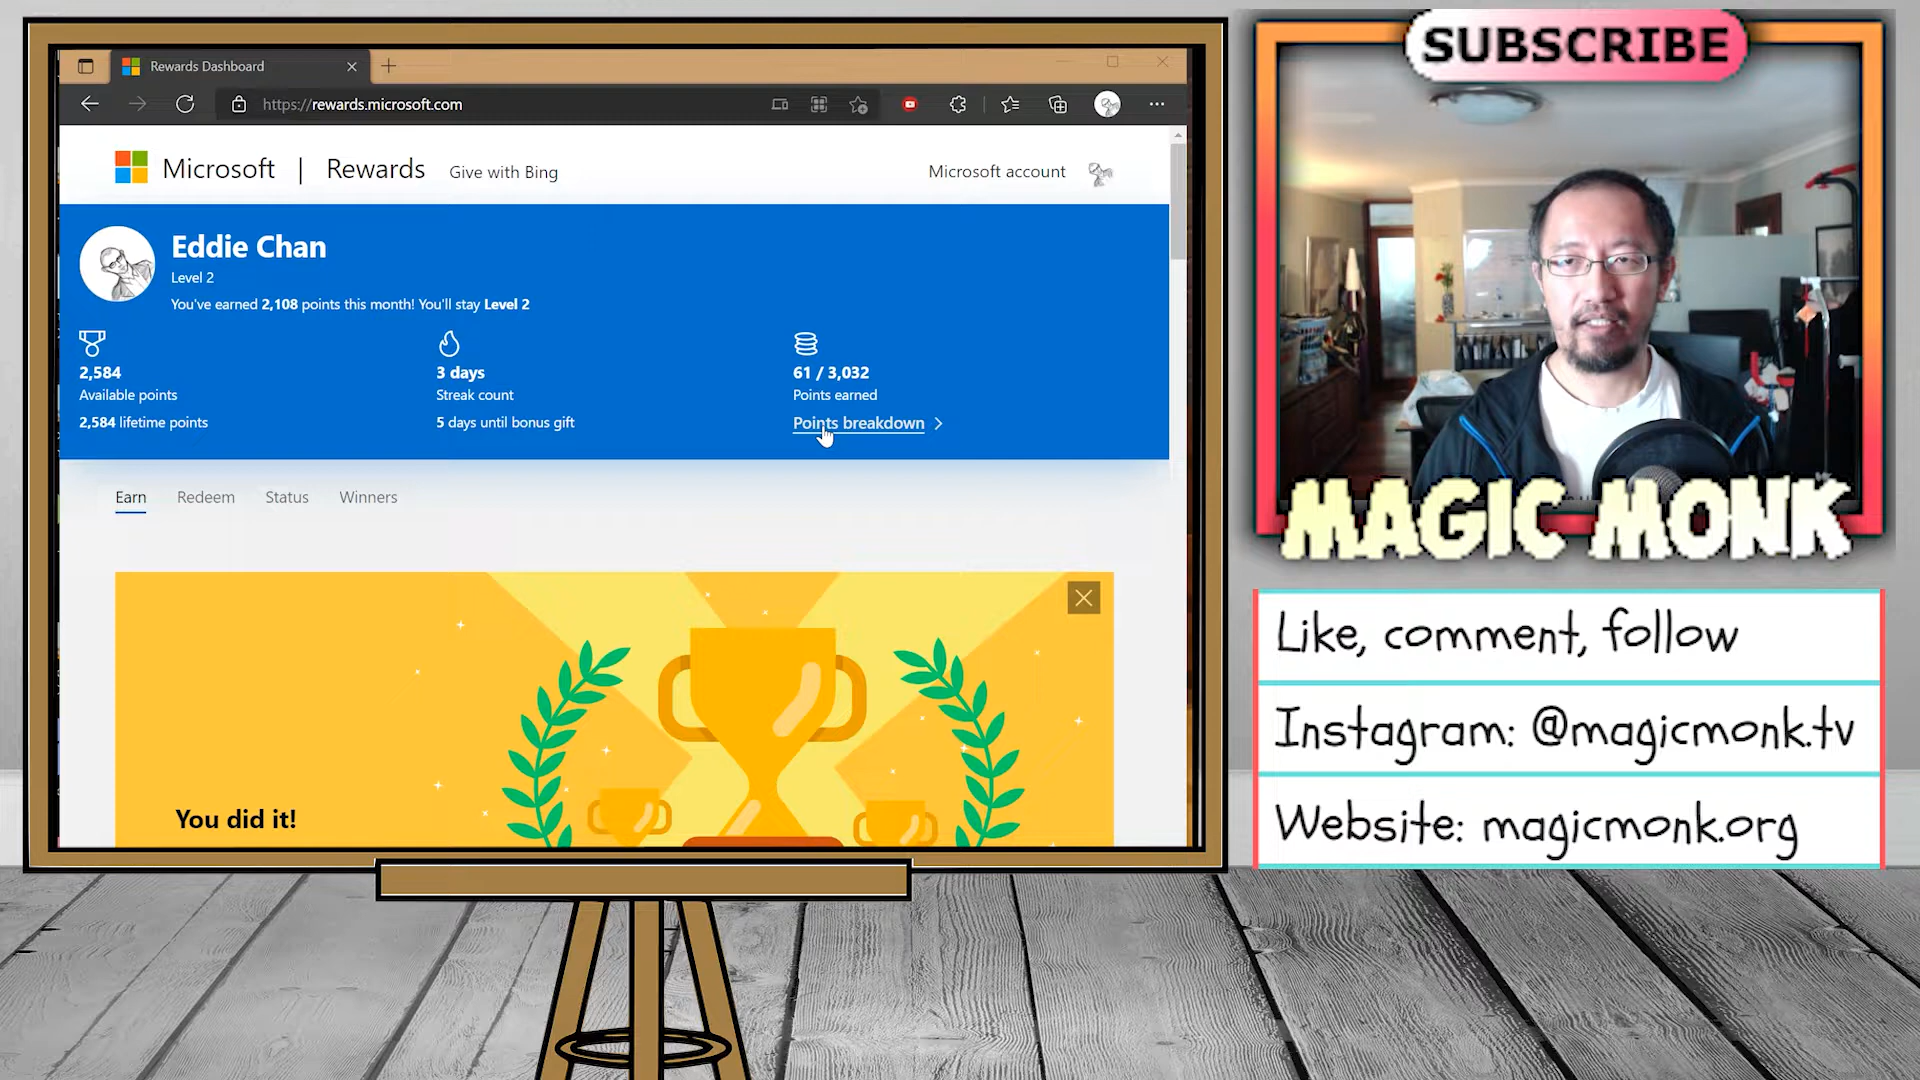 Rewards Dashboard
https://rewards.microsoft.com
Microsoft | Rewards Give with Bing Microsoft account
Eddie Chan
Level 2
You've earned 2,108 points this month! You'll stay Level 2
2,584 3 days 61 / 3,032
Available points Streak count Points earned
2,584 lifetime points 5 days until bonus gift Points breakdown
Earn Redeem Status Winners
You did it!
SUBSCRIBE
MAGIC MONK
Like, comment, follow
Instagram: @magicmonk.tv
Website: magicmonk.org